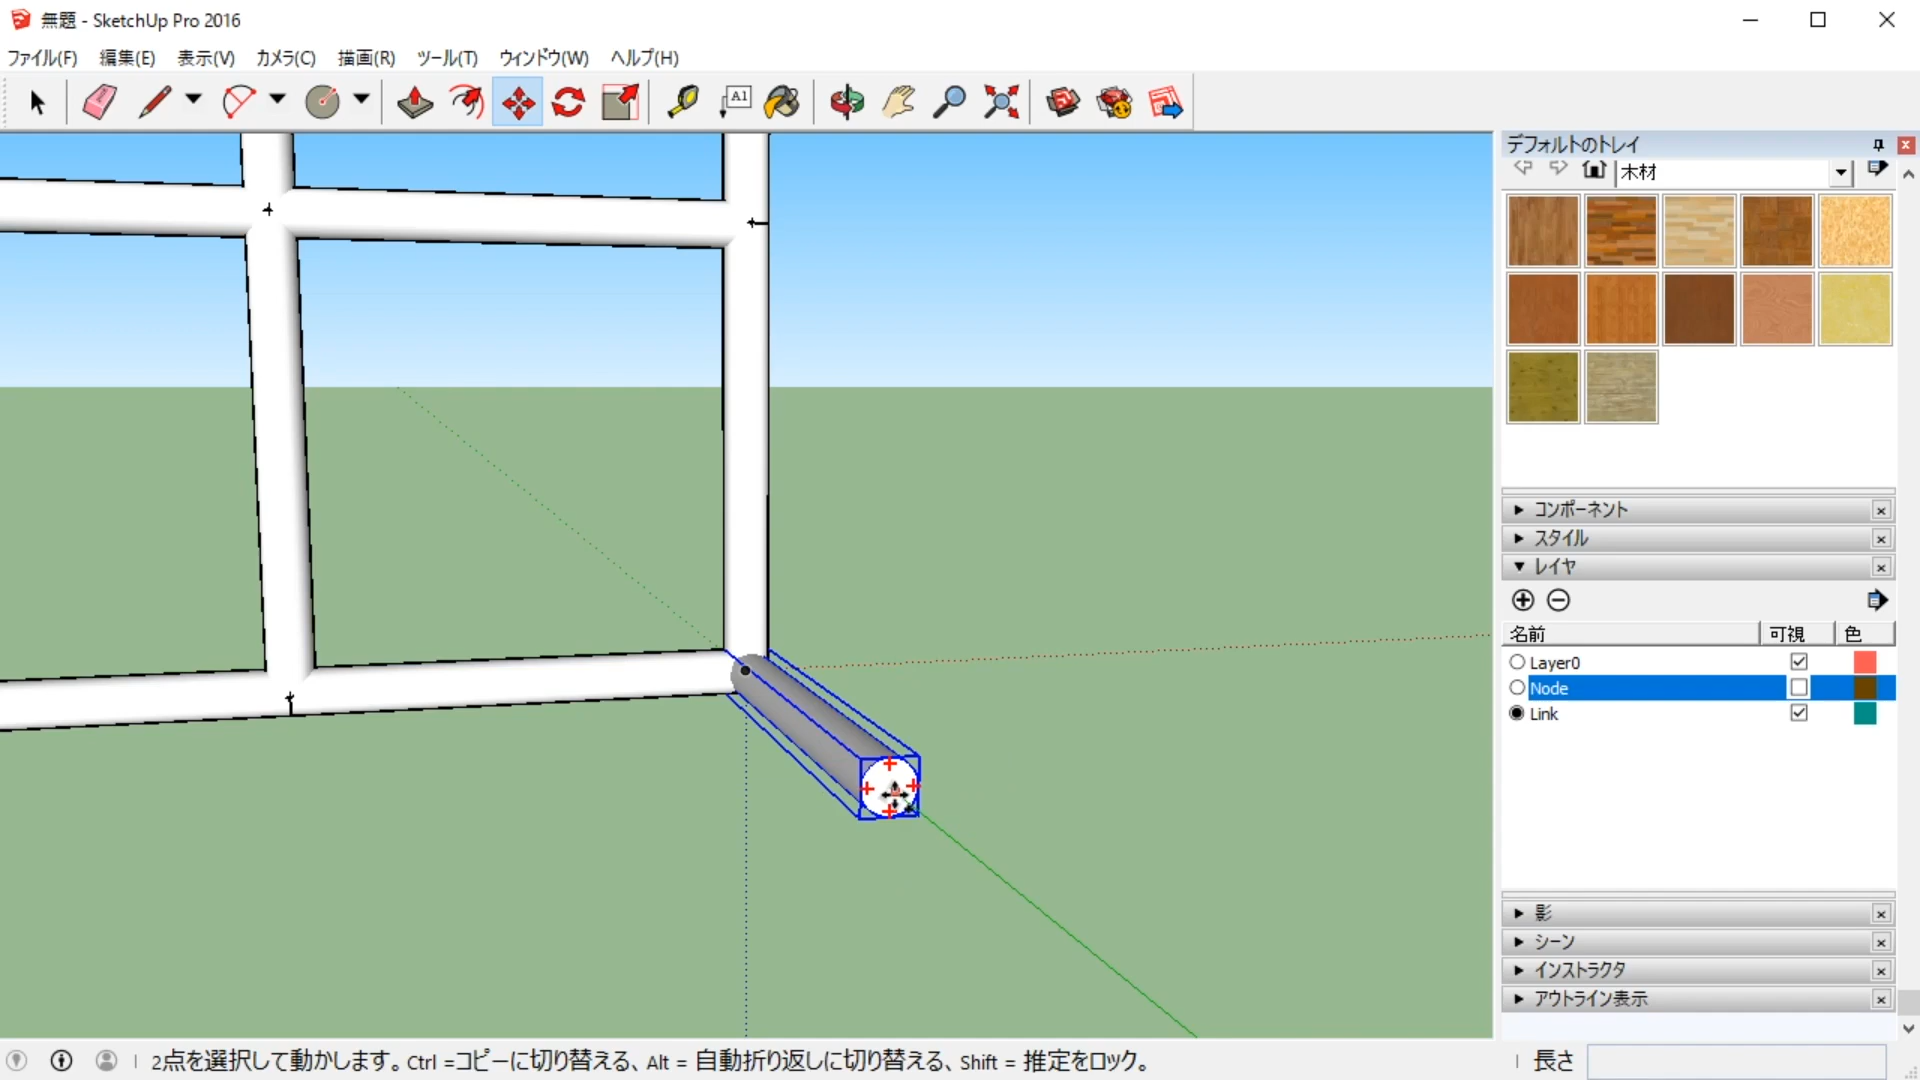 無題 - SketchUp Pro 2016
ファイル(F) 編集(E) 表示(V) カメラ(C) 描画(R) ツール(T) ウィンドウ(W) ヘルプ(H)
A1
デフォルトのトレイ
木材
コンポーネント
スタイル
レイヤ
名前 可視 色
Layer0
Node
Link
影
シーン
インストラクタ
アウトライン表示
2点を選択して動かします。Ctrl =コピーに切り替える、Alt = 自動折り返しに切り替える、Shift = 推定をロック。
長さ